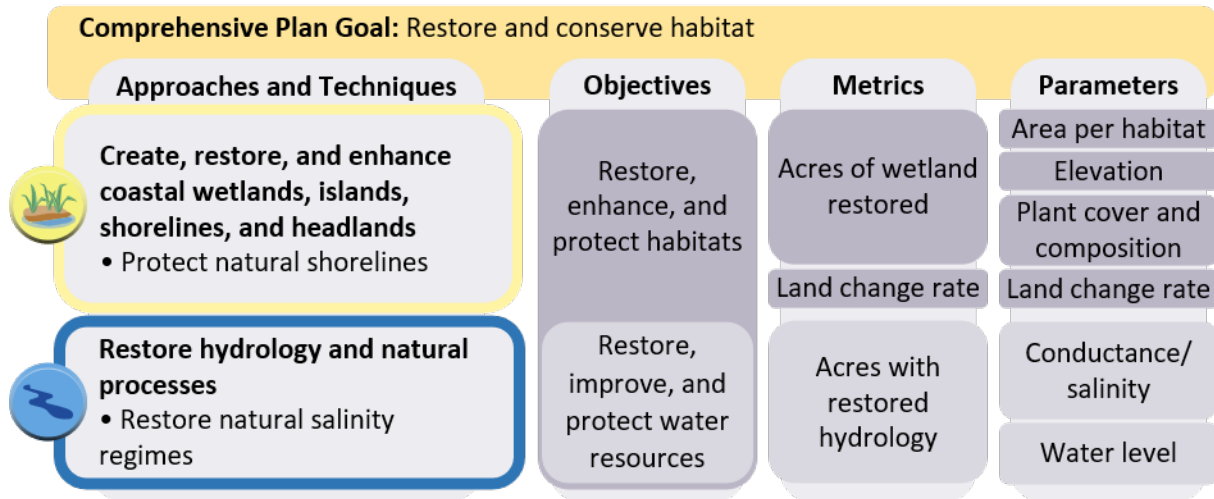 Comprehensive Plan Goal: Restore and conserve habitat
Approaches and Techniques
Objectives
Metrics
Parameters
Create, restore, and enhance
coastal wetlands, islands,
shorelines, and headlands
• Protect natural shorelines
Restore,
enhance, and
protect habitats
Acres of wetland
restored
Land change rate
Area per habitat
Elevation
Plant cover and
composition
Land change rate
Restore hydrology and natural
processes
• Restore natural salinity
regimes
Restore,
improve, and
protect water
resources
Acres with
restored
hydrology
Conductance/
salinity
Water level